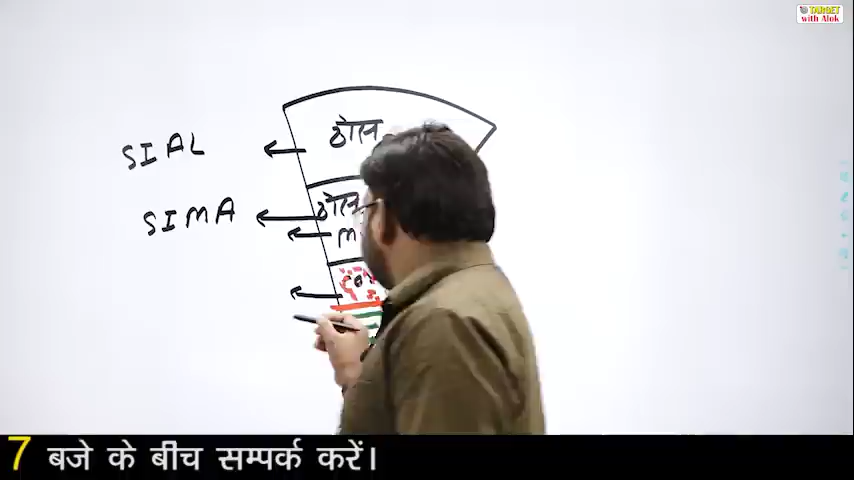 TARGET
with Alok
ठोस
SIAL
ठोस
SIMA
M
7 बजे के बीच सम्पर्क करें।